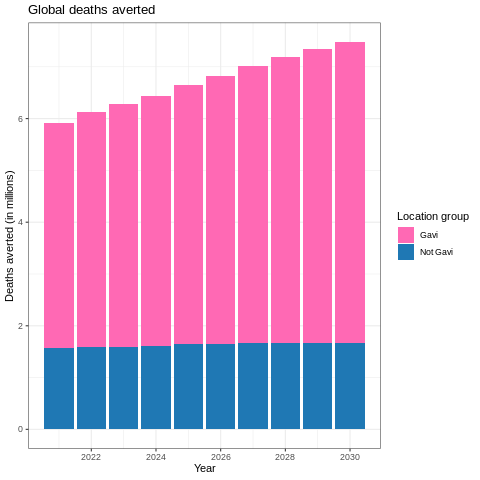 Global deaths averted
Deaths averted (in millions)
6
4
2
0
2022
2024
2026
2028
2030
Year
Location group
Gavi
Not Gavi